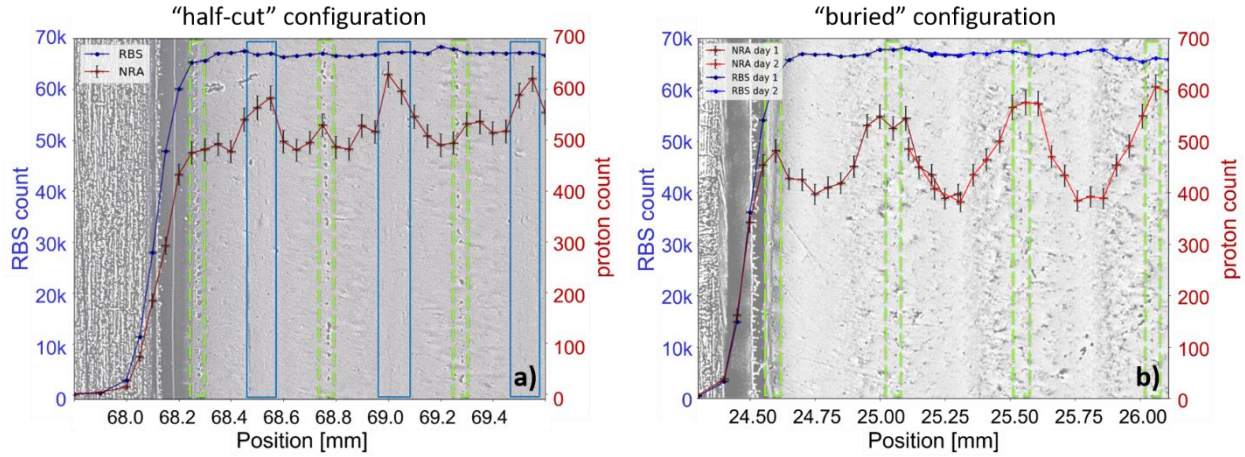 “half-cut” configuration
70k
60k
50k
40k
30k
20k
10k
0
RBS count
RBS
NRA
700
600
500
400
300
200
100
0
proton count
68.0 68.2 68.4 68.6 68.8 69.0 69.2 69.4
Position [mm]
a)
“buried” configuration
70k
60k
50k
40k
30k
20k
10k
0
RBS count
NRA day 1
NRA day 2
RBS day 1
RBS day 2
700
600
500
400
300
200
100
0
proton count
24.50 24.75 25.00 25.25 25.50 25.75 26.00
Position [mm]
b)